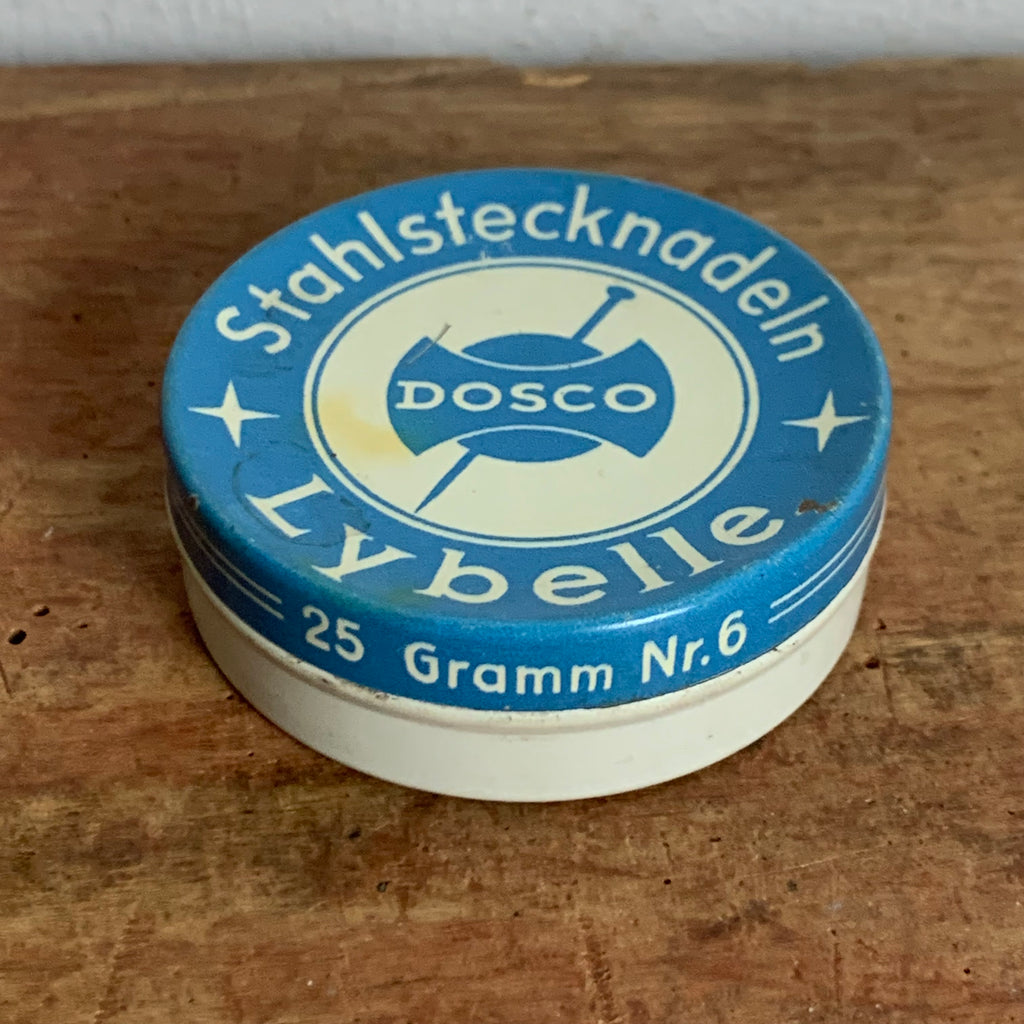 Stahlstecknadeln
DOSCO
Lybelle
25 Gramm Nr. 6